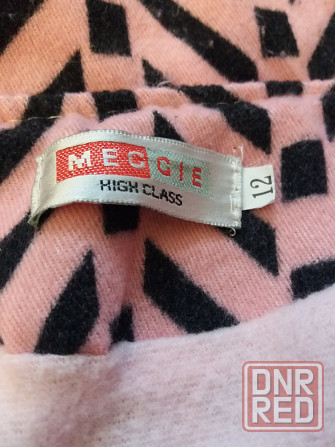 MEGGIE
HIGH CLASS
12
DNR
RED